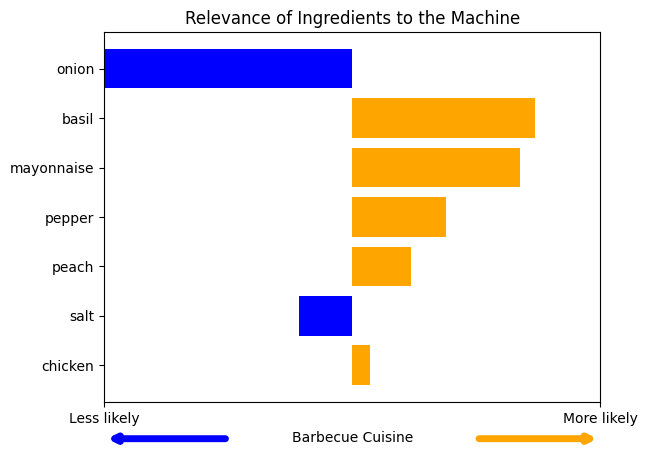 Relevance of Ingredients to the Machine
onion
basil
mayonnaise
pepper
peach
salt
chicken
Less likely
More likely
Barbecue Cuisine